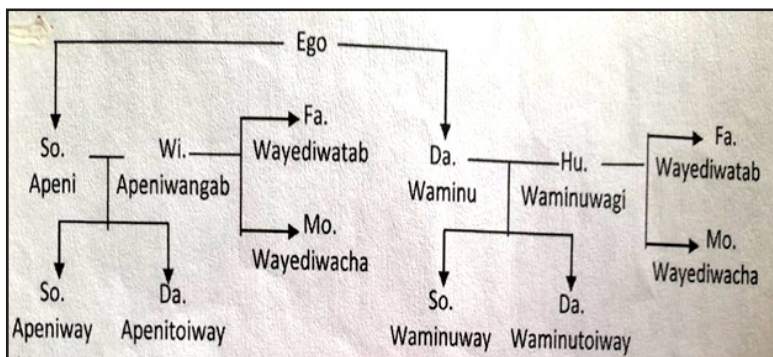 Ego
Fa.
Wayediwatab
Fa.
Wayediwatab
So.
Apeni
Wi.
Apeniwangab
Da.
Waminu
Hu.
Waminuwagi
Mo.
Wayediwacha
Mo.
Wayediwacha
So.
Apeniway
Da.
Apenitoiway
So.
Waminuway
Da.
Waminutoiway